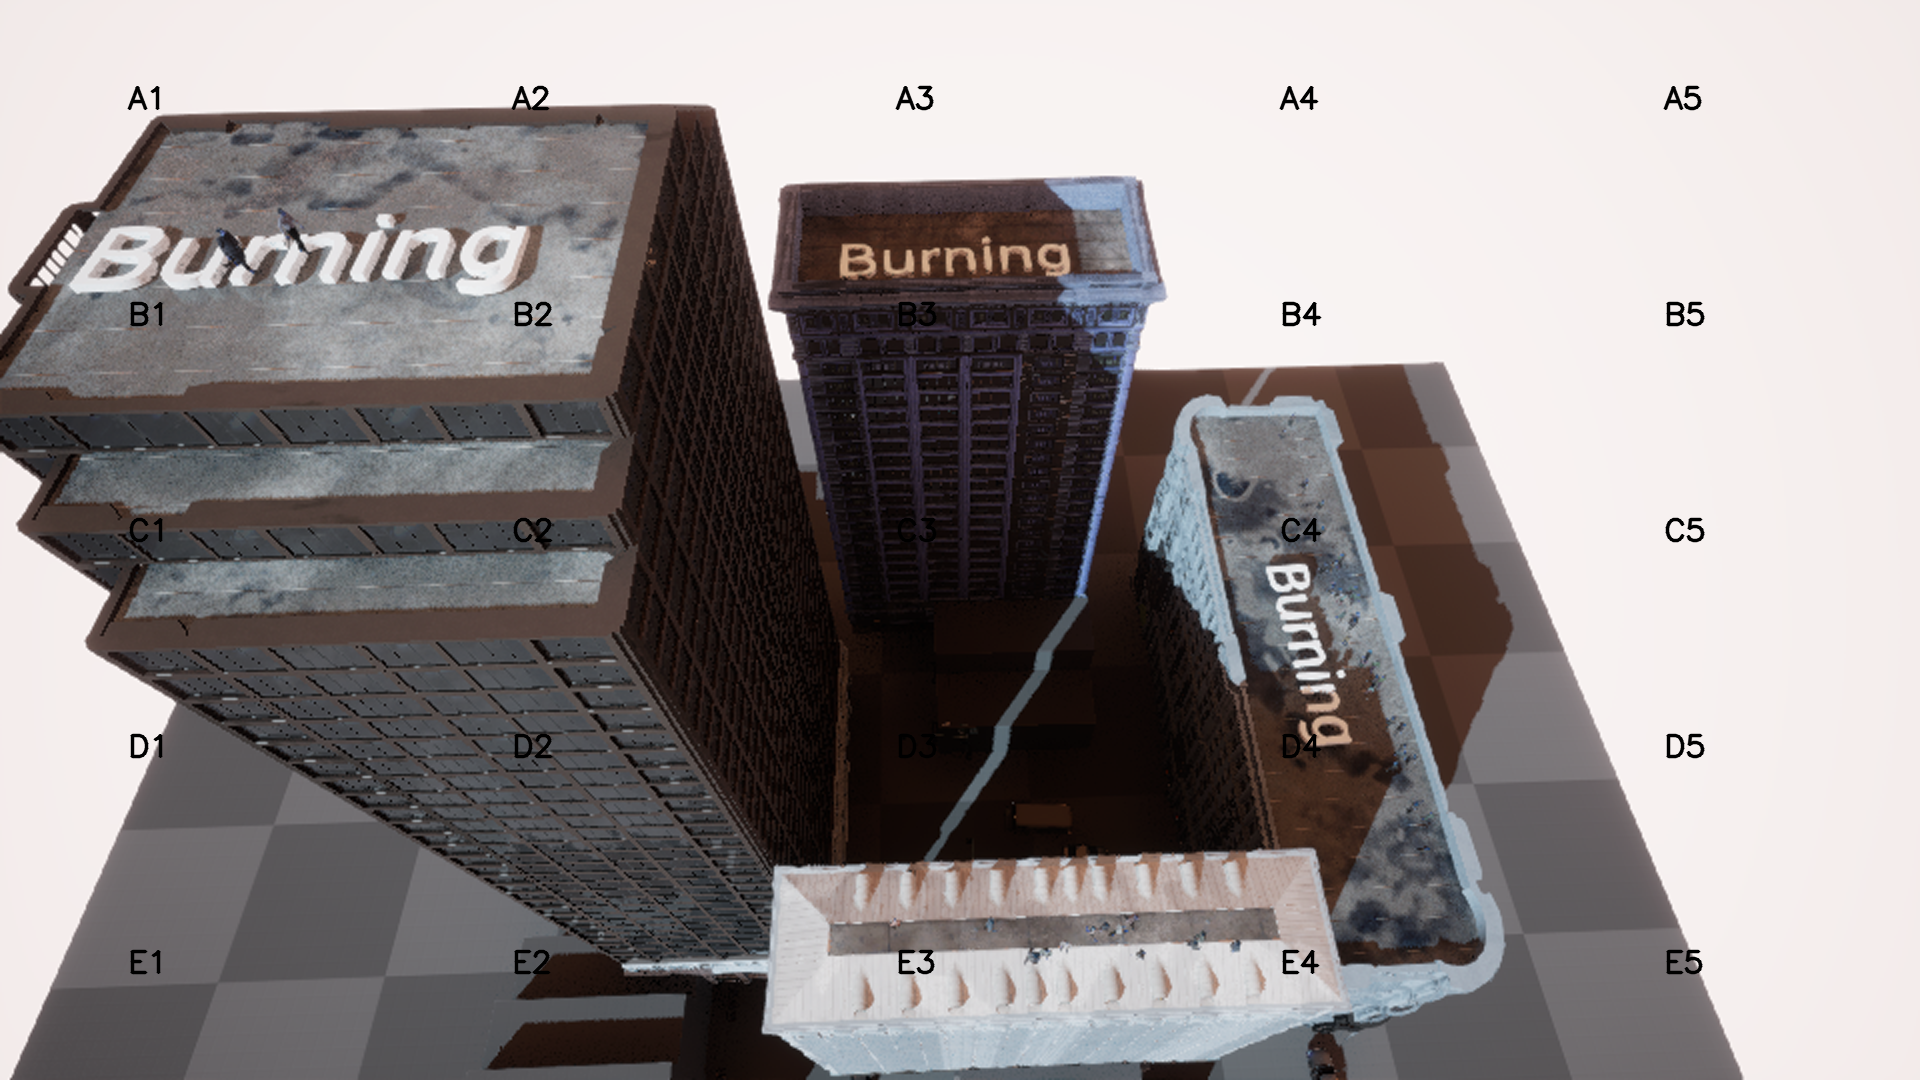 A1 A2 A3 A4 A5
Burning Burning
B1 B2 B3 B4 B5
C1 C2 C3 C4 C5
Burning
D1 D2 D3 D4 D5
E1 E2 E3 E4 E5